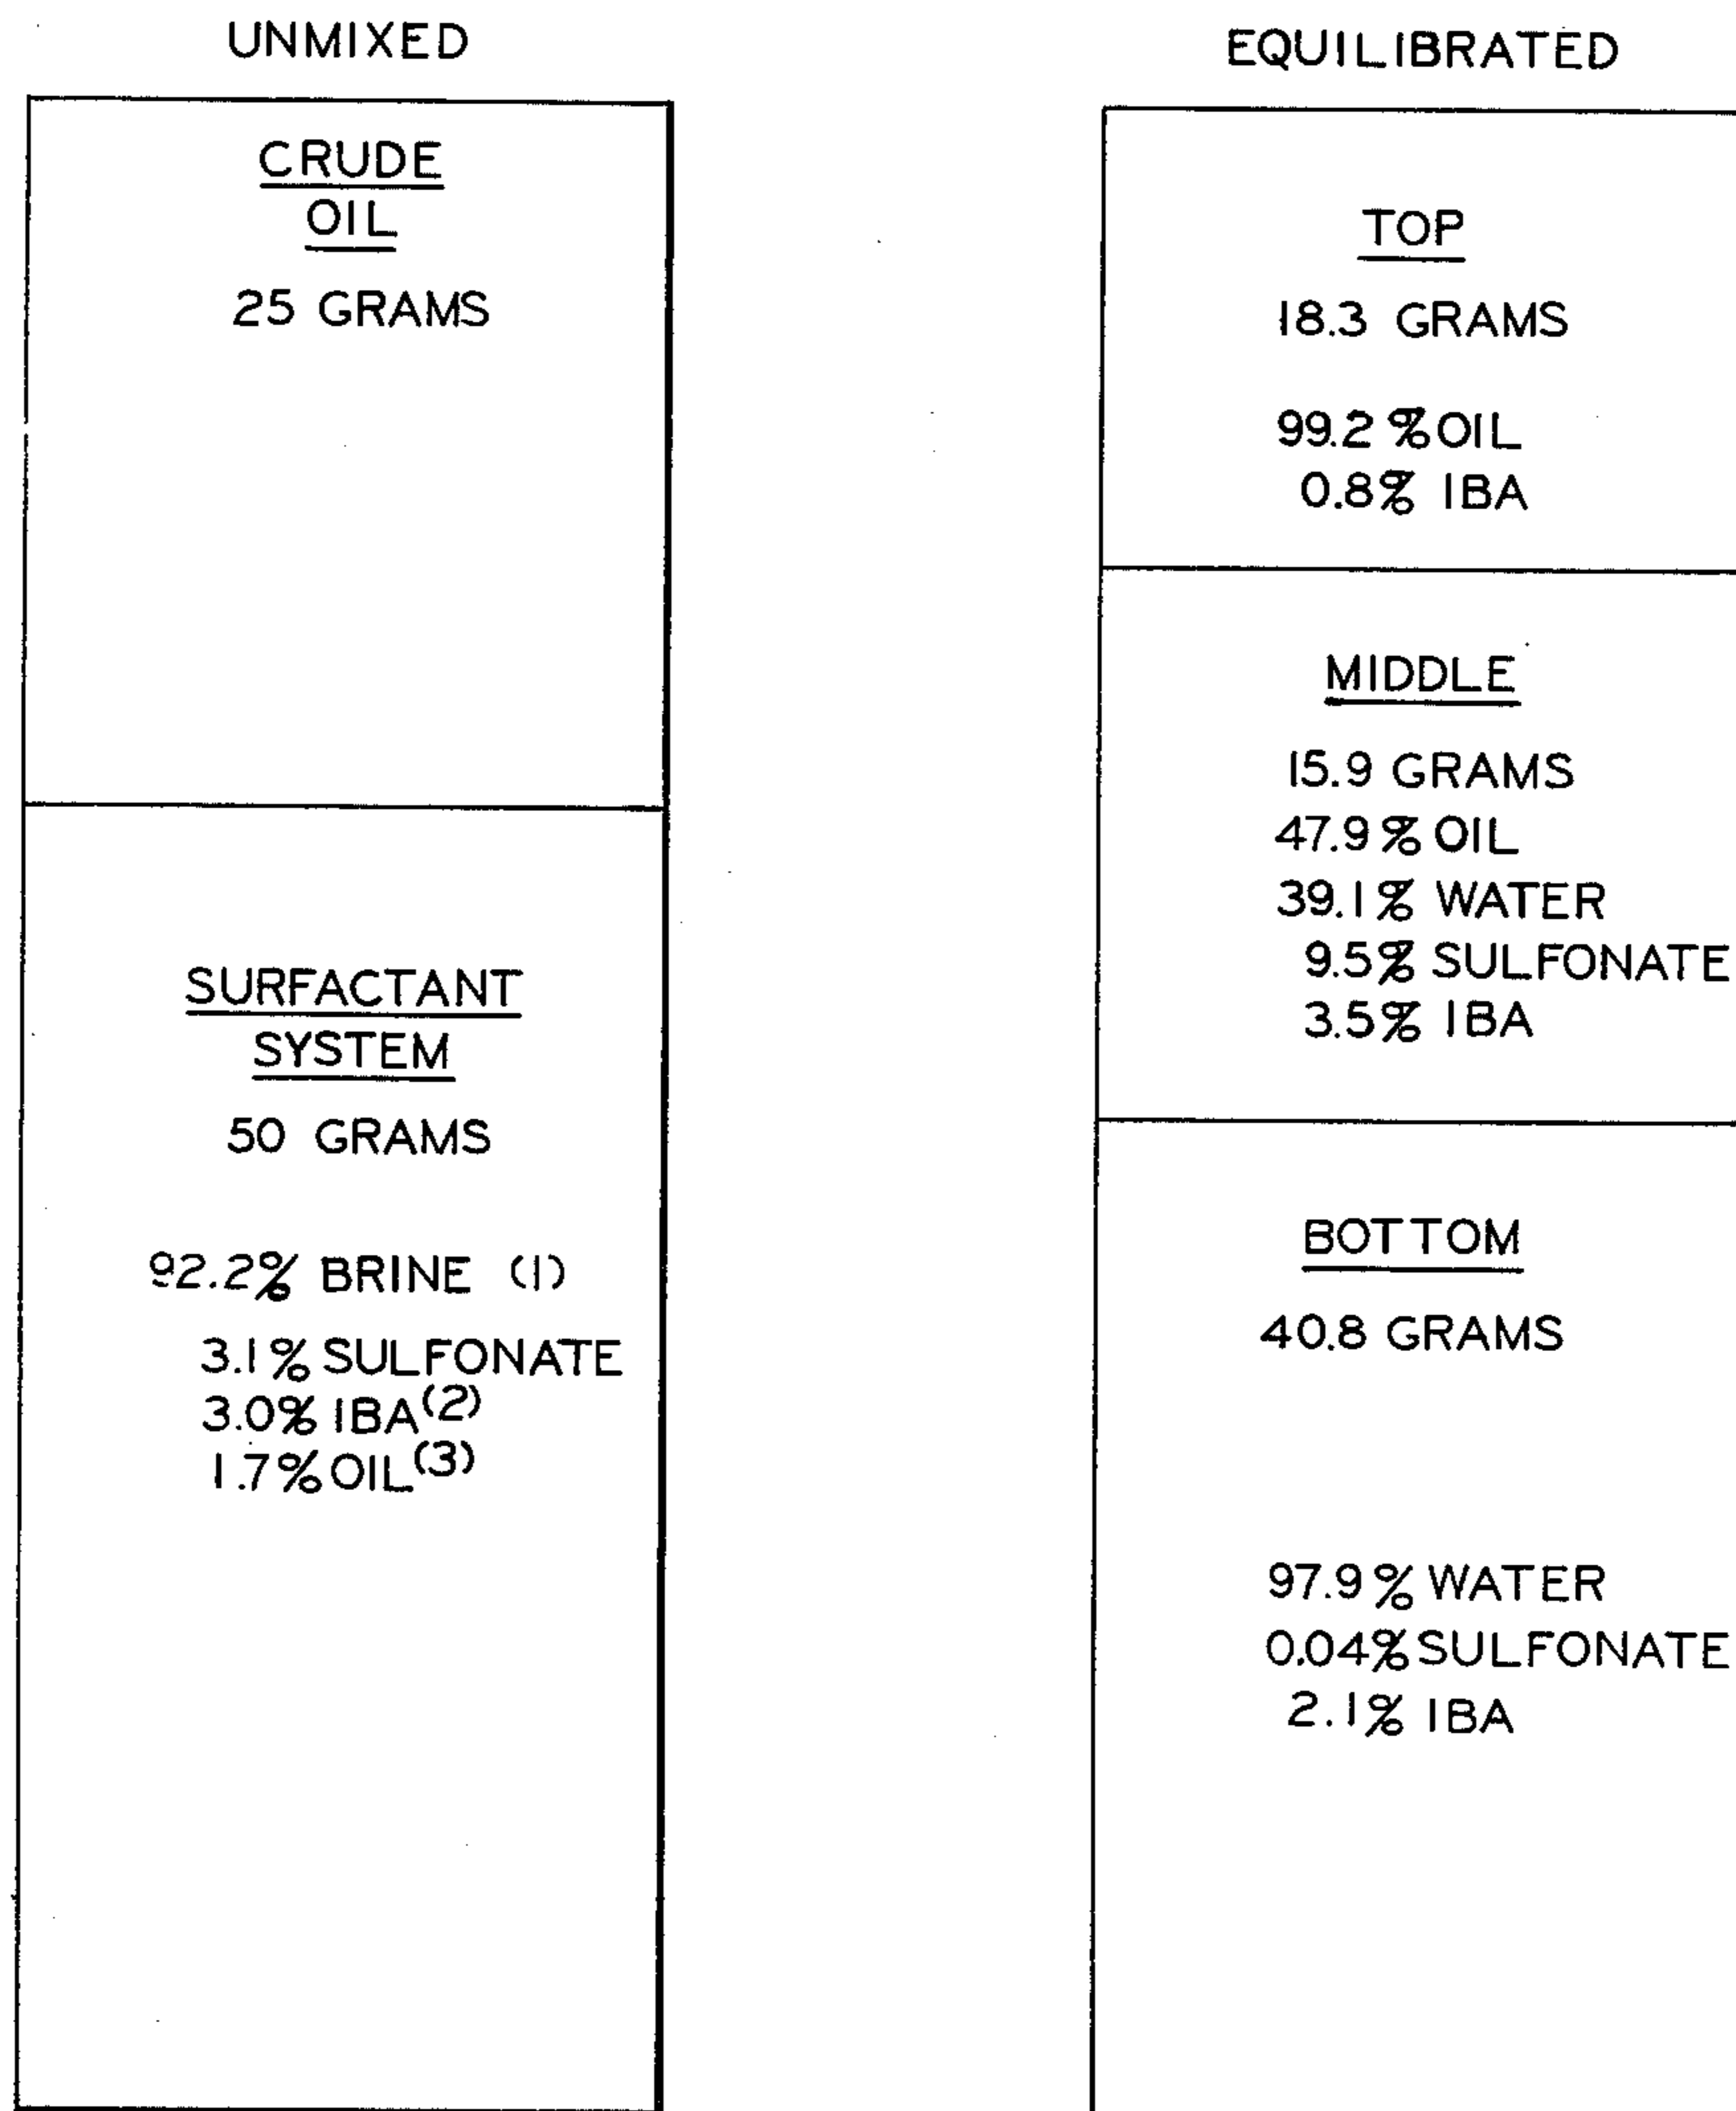 UNMIXED
CRUDE
OIL
25 GRAMS
SURFACTANT
SYSTEM
50 GRAMS
92.2% BRINE (1)
3.1% SULFONATE
3.0% IBA(2)
1.7% OIL(3)
EQUILIBRATED
TOP
18.3 GRAMS
99.2% OIL
0.8% IBA
MIDDLE
15.9 GRAMS
47.9% OIL
39.1% WATER
9.5% SULFONATE
3.5% IBA
BOTTOM
40.8 GRAMS
97.9% WATER
0.04% SULFONATE
2.1% IBA